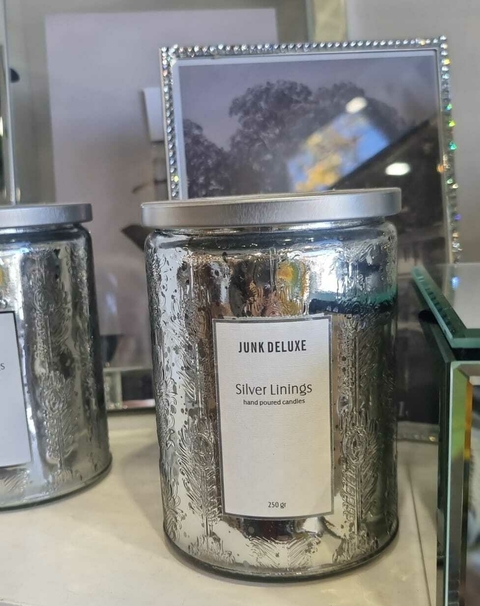 JUNK DELUXE
Silver Linings
hand poured candles
250 gr